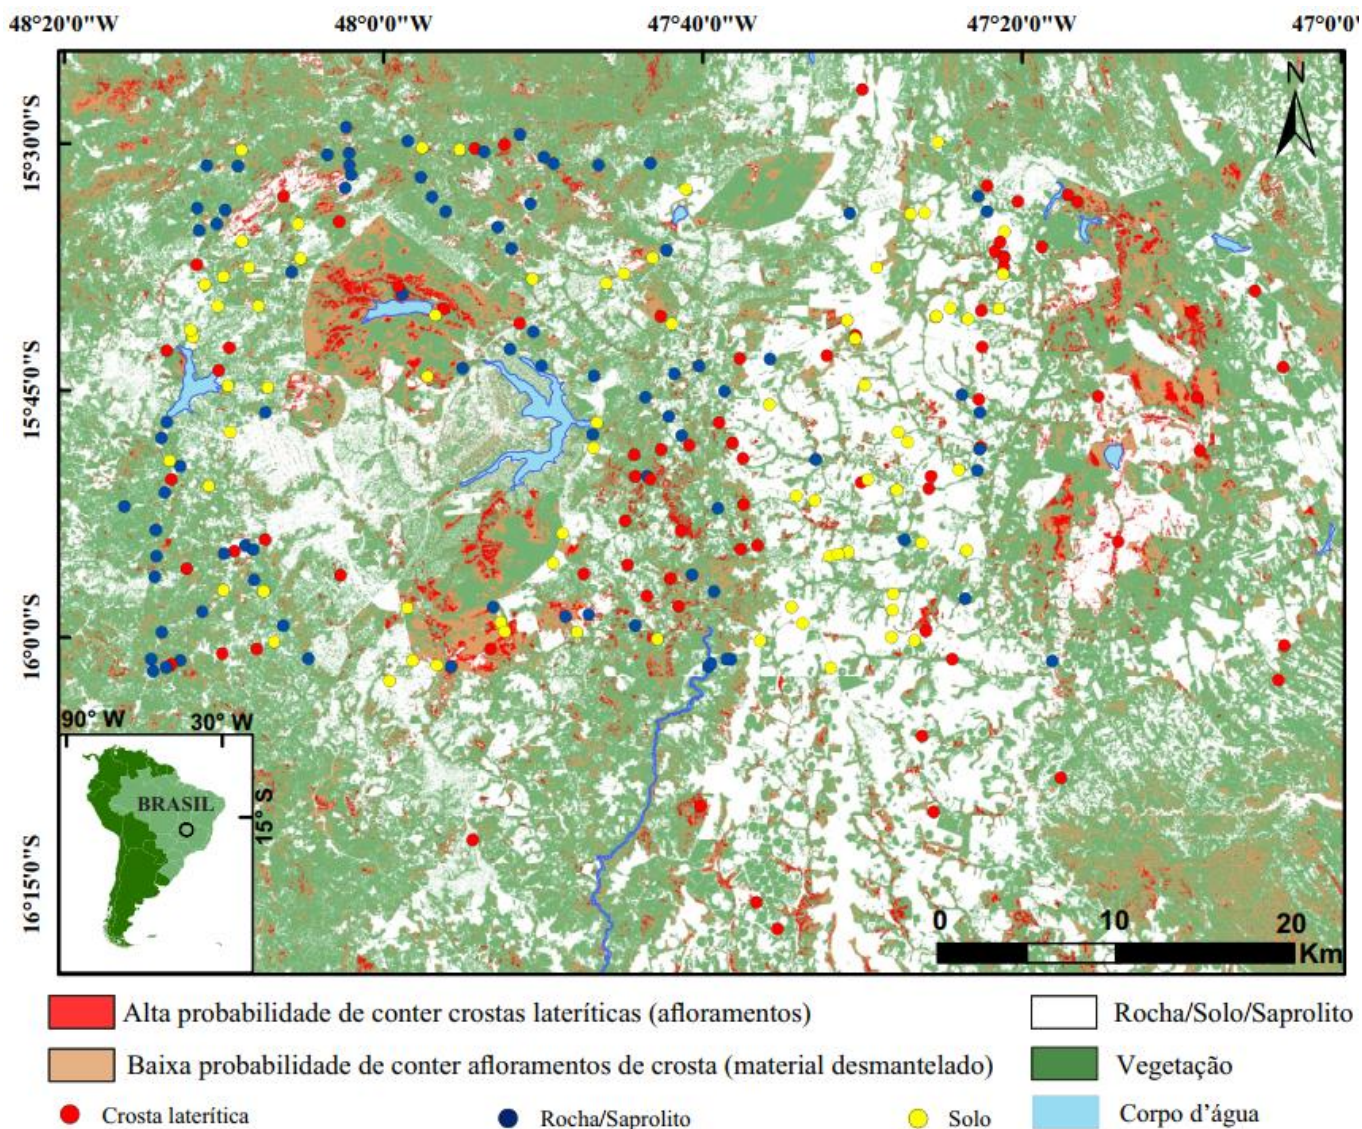 48°20'0"W 48°0'0"W 47°40'0"W 47°20'0"W 47°0'0"
N
15°30'0"S
15°45'0"S
16°0'0"S
16°15'0"S
90° W 30° W
BRASIL
15° S
0 10 20
Km
Alta probabilidade de conter crostas lateríticas (afloramentos) Rocha/Solo/Saprolito
Baixa probabilidade de conter afloramentos de crosta (material desmantelado) Vegetação
Crosta laterítica Rocha/Saprolito Solo Corpo d'água